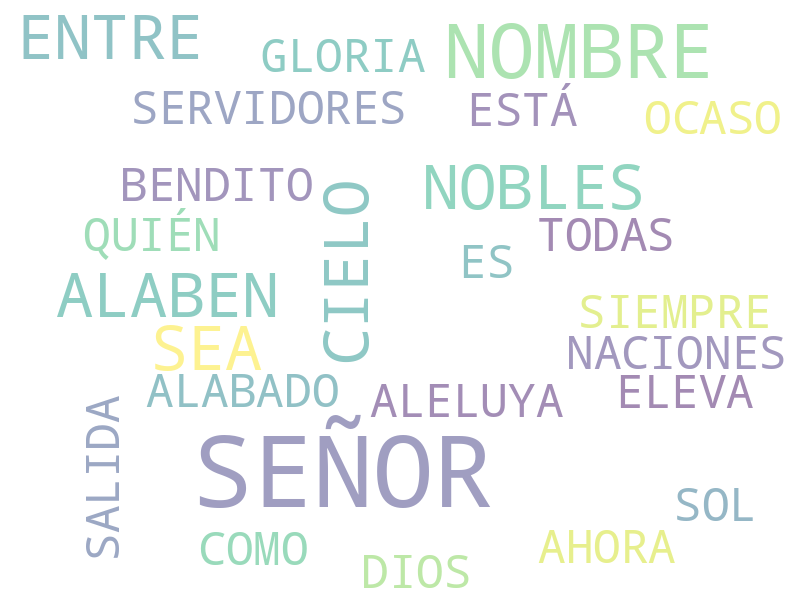 ENTRE
GLORIA
NOMBRE
SERVIDORES
ESTÁ
OCASO
BENDITO
CIELO
NOBLES
QUIÉN
TODAS
ES
ALABEN
SIEMPRE
SEA
NACIONES
ALABADO
ALELUYA
ELEVA
SALIDA
SEÑOR
SOL
COMO
DIOS
AHORA